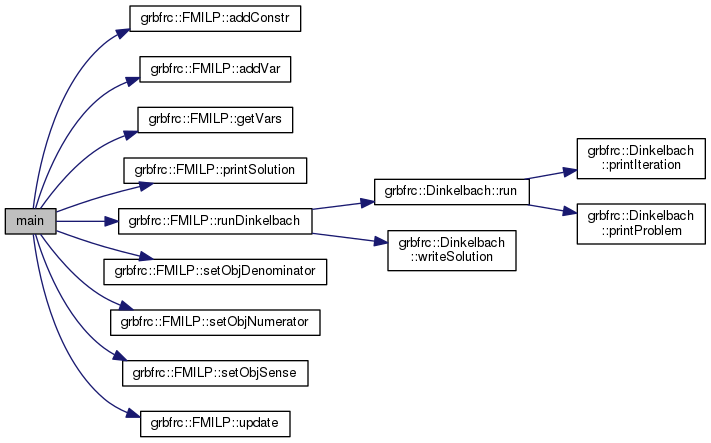 main
grbfrc::FMILP::addConstr
grbfrc::FMILP::addVar
grbfrc::FMILP::getVars
grbfrc::FMILP::printSolution
grbfrc::FMILP::runDinkelbach
grbfrc::FMILP::setObjDenominator
grbfrc::FMILP::setObjNumerator
grbfrc::FMILP::setObjSense
grbfrc::FMILP::update
grbfrc::Dinkelbach::run
grbfrc::Dinkelbach
::writeSolution
grbfrc::Dinkelbach
::printIteration
grbfrc::Dinkelbach
::printProblem